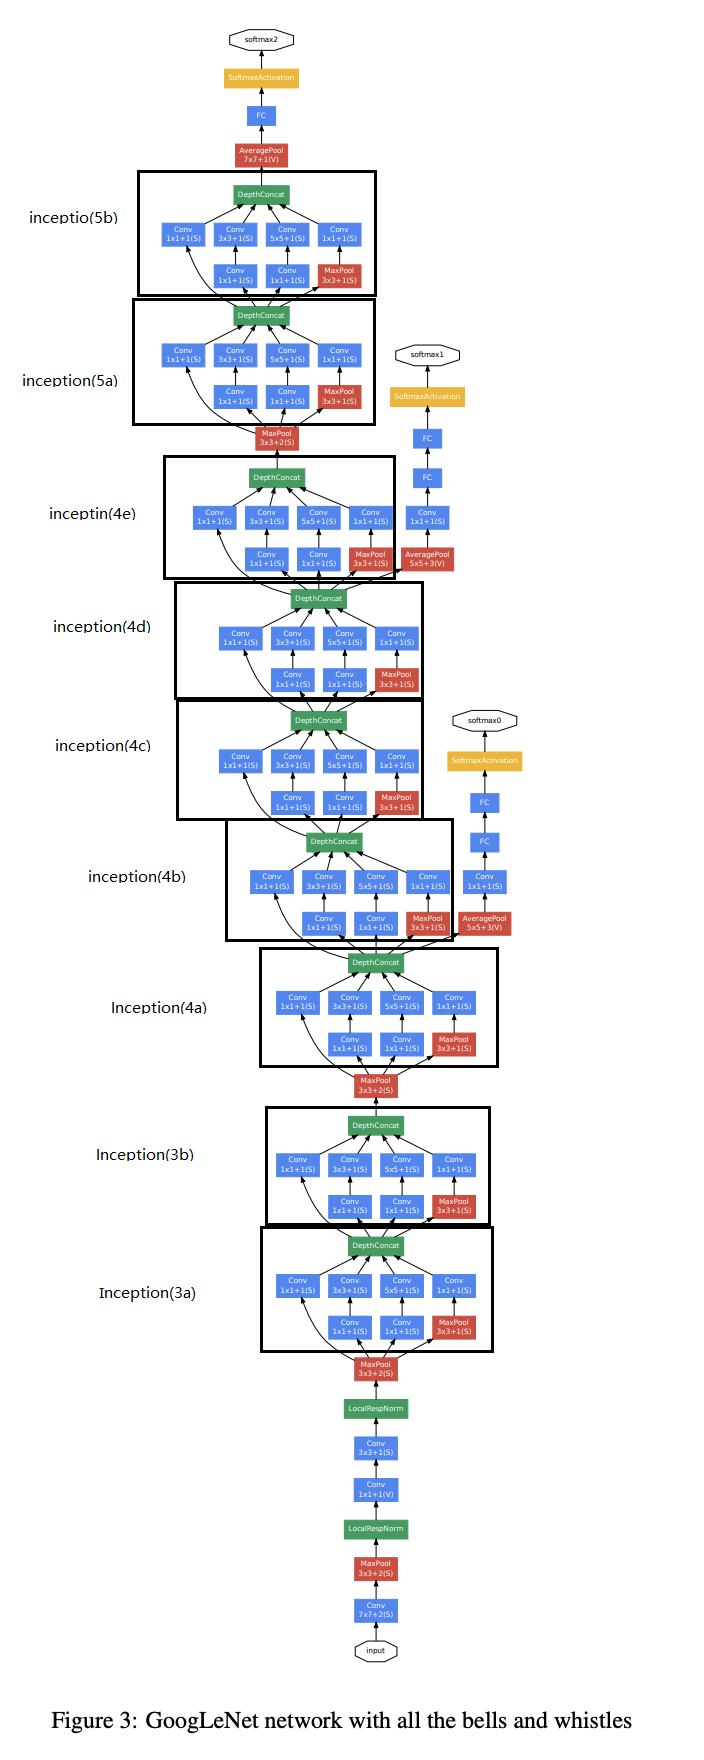 softmax2
SoftmaxActivation
FC
AveragePool
7x7+1(V)
DepthConcat
inceptio(5b)
Conv Conv Conv Conv
1x1+1(S) 3x3+1(S) 5x5+1(S) 1x1+1(S)
Conv Conv MaxPool
1x1+1(S) 1x1+1(S) 3x3+1(S)
DepthConcat
Conv Conv Conv Conv
1x1+1(S) 3x3+1(S) 5x5+1(S) 1x1+1(S)
inception(5a)
Conv Conv MaxPool
1x1+1(S) 1x1+1(S) 3x3+1(S)
MaxPool
3x3+2(S)
softmax1
SoftmaxActivation
FC
FC
Conv
1x1+1(S)
AveragePool
5x5+3(V)
DepthConcat
inceptin(4e)
Conv Conv Conv Conv
1x1+1(S) 3x3+1(S) 5x5+1(S) 1x1+1(S)
Conv Conv MaxPool
1x1+1(S) 1x1+1(S) 3x3+1(S)
DepthConcat
inception(4d)
Conv Conv Conv Conv
1x1+1(S) 3x3+1(S) 5x5+1(S) 1x1+1(S)
Conv Conv MaxPool
1x1+1(S) 1x1+1(S) 3x3+1(S)
DepthConcat
inception(4c)
Conv Conv Conv Conv
1x1+1(S) 3x3+1(S) 5x5+1(S) 1x1+1(S)
Conv Conv MaxPool
1x1+1(S) 1x1+1(S) 3x3+1(S)
softmax0
SoftmaxActivation
FC
FC
Conv
1x1+1(S)
AveragePool
5x5+3(V)
DepthConcat
inception(4b)
Conv Conv Conv Conv
1x1+1(S) 3x3+1(S) 5x5+1(S) 1x1+1(S)
Conv Conv MaxPool
1x1+1(S) 1x1+1(S) 3x3+1(S)
DepthConcat
Inception(4a)
Conv Conv Conv Conv
1x1+1(S) 3x3+1(S) 5x5+1(S) 1x1+1(S)
Conv Conv MaxPool
1x1+1(S) 1x1+1(S) 3x3+1(S)
MaxPool
3x3+2(S)
DepthConcat
Inception(3b)
Conv Conv Conv Conv
1x1+1(S) 3x3+1(S) 5x5+1(S) 1x1+1(S)
Conv Conv MaxPool
1x1+1(S) 1x1+1(S) 3x3+1(S)
DepthConcat
Inception(3a)
Conv Conv Conv Conv
1x1+1(S) 3x3+1(S) 5x5+1(S) 1x1+1(S)
Conv Conv MaxPool
1x1+1(S) 1x1+1(S) 3x3+1(S)
MaxPool
3x3+2(S)
LocalRespNorm
Conv
3x3+1(S)
Conv
1x1+1(V)
LocalRespNorm
MaxPool
3x3+2(S)
Conv
7x7+2(S)
input
Figure 3: GoogLeNet network with all the bells and whistles